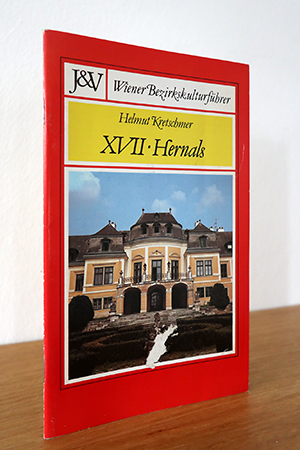 J&V Wiener Bezirkskulturführer
Helmut Kretschmer
XVII · Hernals